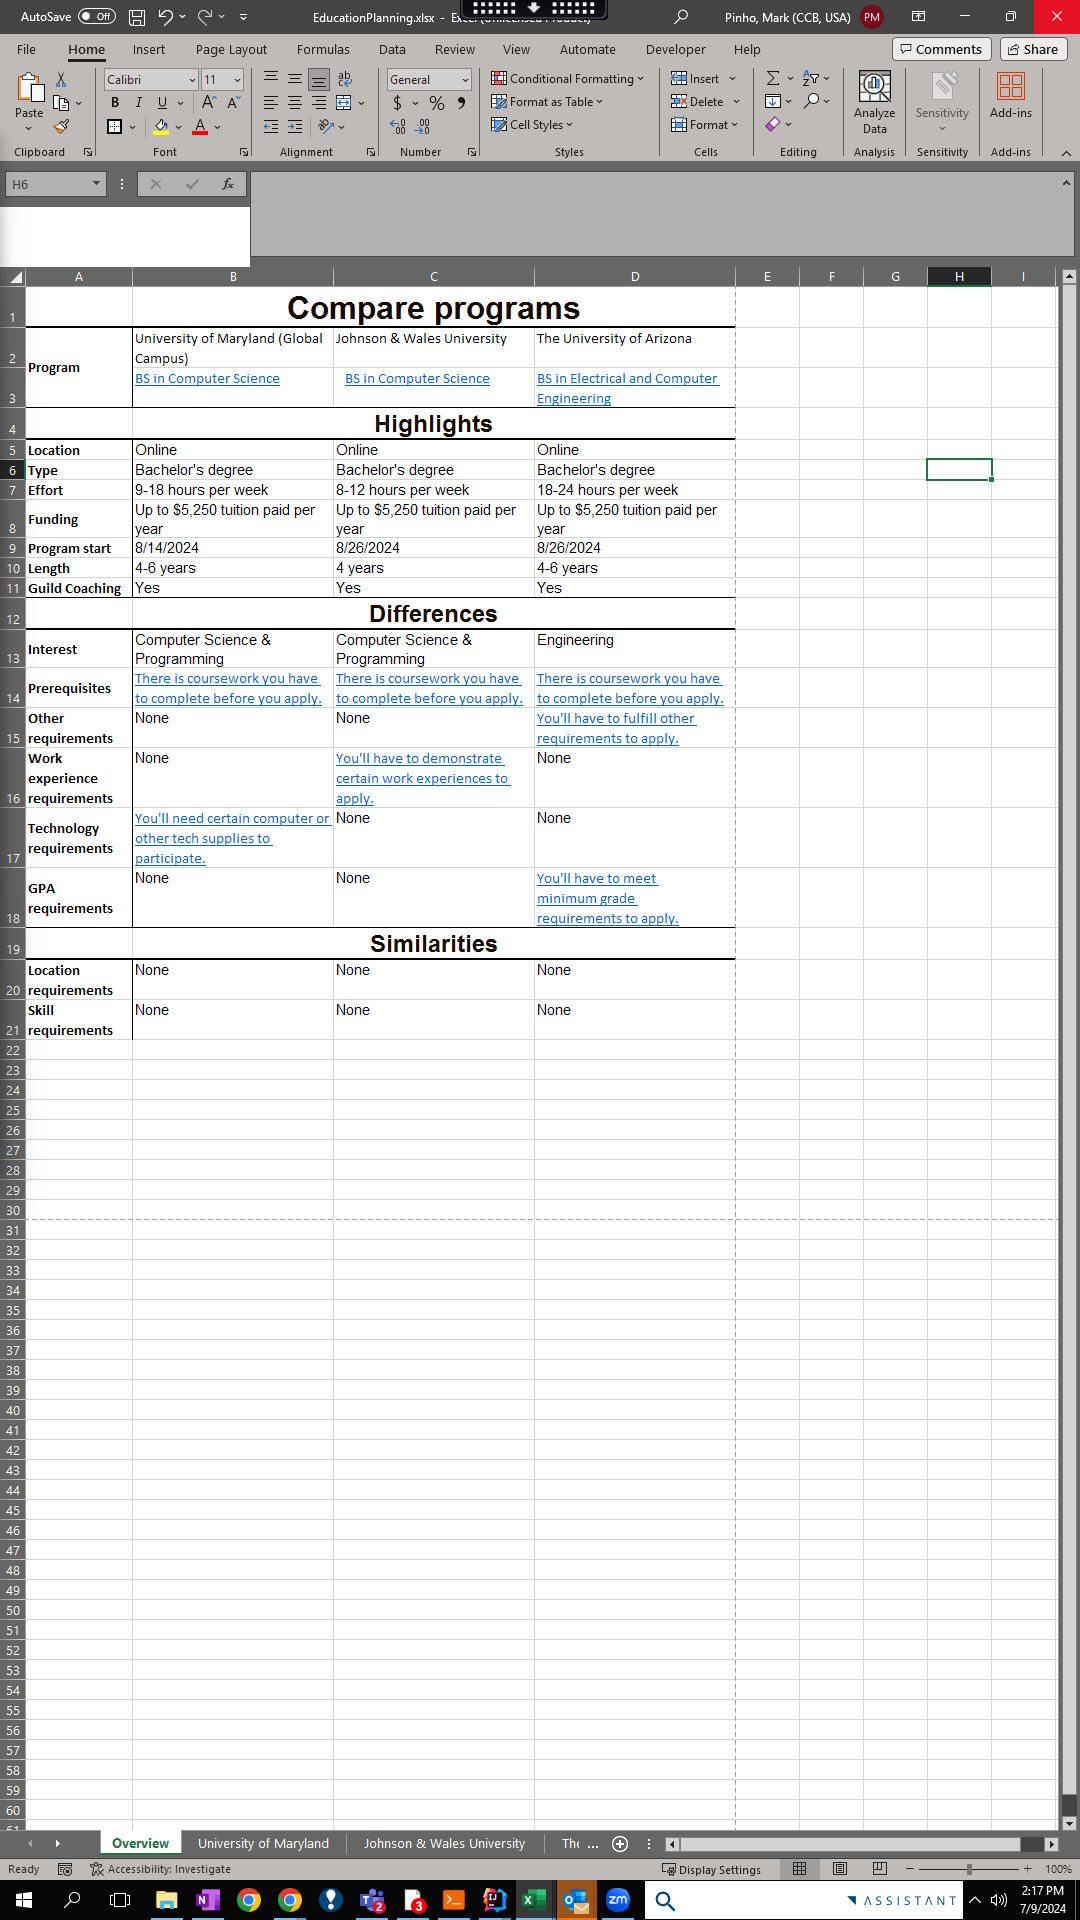 AutoSave Off EducationPlanning.xlsx - Pinho, Mark (CCB, USA) PM
File Home Insert Page Layout Formulas Data Review View Automate Developer Help Comments Share
Paste Calibri 11 General Conditional Formatting Format as Table Cell Styles Insert Delete Format Analyze Data Sensitivity Add-ins
Clipboard Font Alignment Number Styles Cells Editing Analysis Sensitivity Add-ins
H6 fx
A B C D E F G H I
1 Compare programs
2 Program University of Maryland (Global Campus) Johnson & Wales University The University of Arizona
3 BS in Computer Science BS in Computer Science BS in Electrical and Computer Engineering
4 Highlights
5 Location Online Online Online
6 Type Bachelor's degree Bachelor's degree Bachelor's degree
7 Effort 9-18 hours per week 8-12 hours per week 18-24 hours per week
8 Funding Up to $5,250 tuition paid per year Up to $5,250 tuition paid per year Up to $5,250 tuition paid per year
9 Program start 8/14/2024 8/26/2024 8/26/2024
10 Length 4-6 years 4 years 4-6 years
11 Guild Coaching Yes Yes Yes
12 Differences
13 Interest Computer Science & Programming Computer Science & Programming Engineering
14 Prerequisites There is coursework you have to complete before you apply. There is coursework you have to complete before you apply. There is coursework you have to complete before you apply.
15 Other requirements None None You'll have to fulfill other requirements to apply.
16 Work experience requirements None You'll have to demonstrate certain work experiences to apply. None
17 Technology requirements You'll need certain computer or other tech supplies to participate. None None
18 GPA requirements None None You'll have to meet minimum grade requirements to apply.
19 Similarities
20 Location requirements None None None
21 Skill requirements None None None
22
23
24
25
26
27
28
29
30
31
32
33
34
35
36
37
38
39
40
41
42
43
44
45
46
47
48
49
50
51
52
53
54
55
56
57
58
59
60
Overview University of Maryland Johnson & Wales University The ...
Ready Accessibility: Investigate Display Settings 100%
ASSISTANT 2:17 PM
7/9/2024